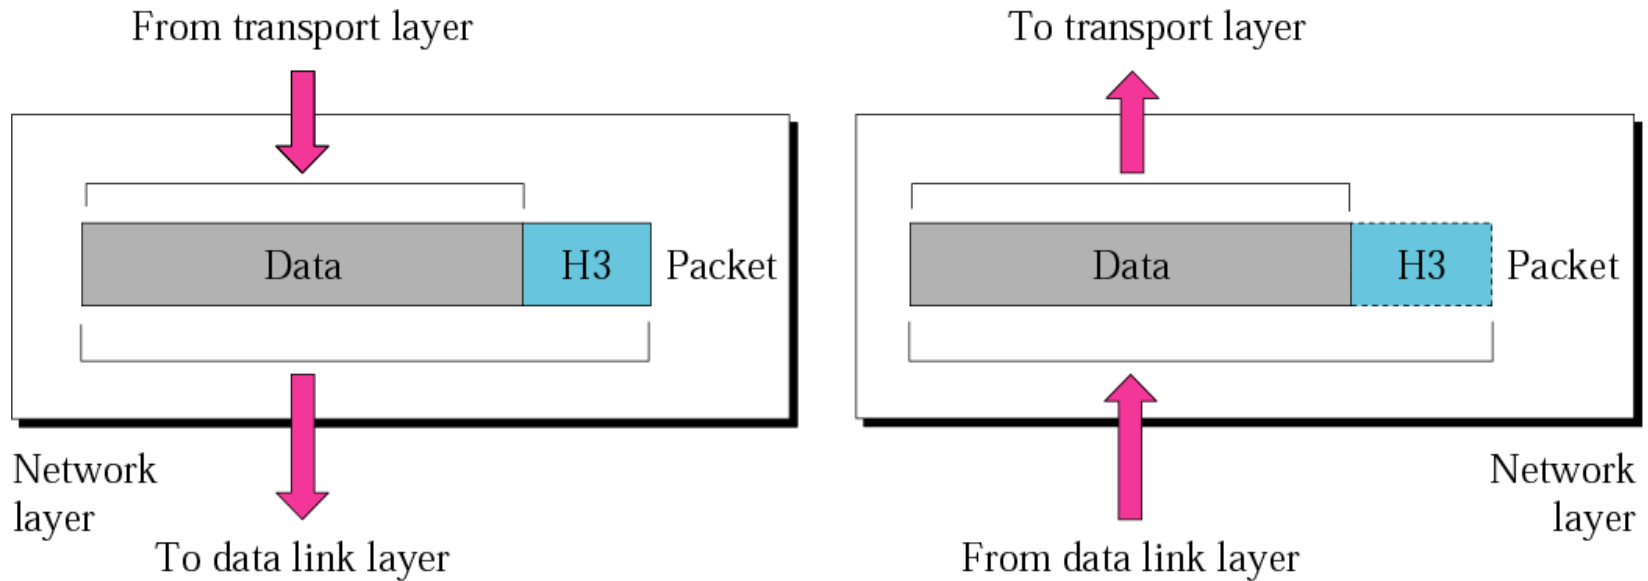 From transport layer
Data
H3
Packet
Network
layer
To data link layer
To transport layer
Data
H3
Packet
Network
layer
From data link layer